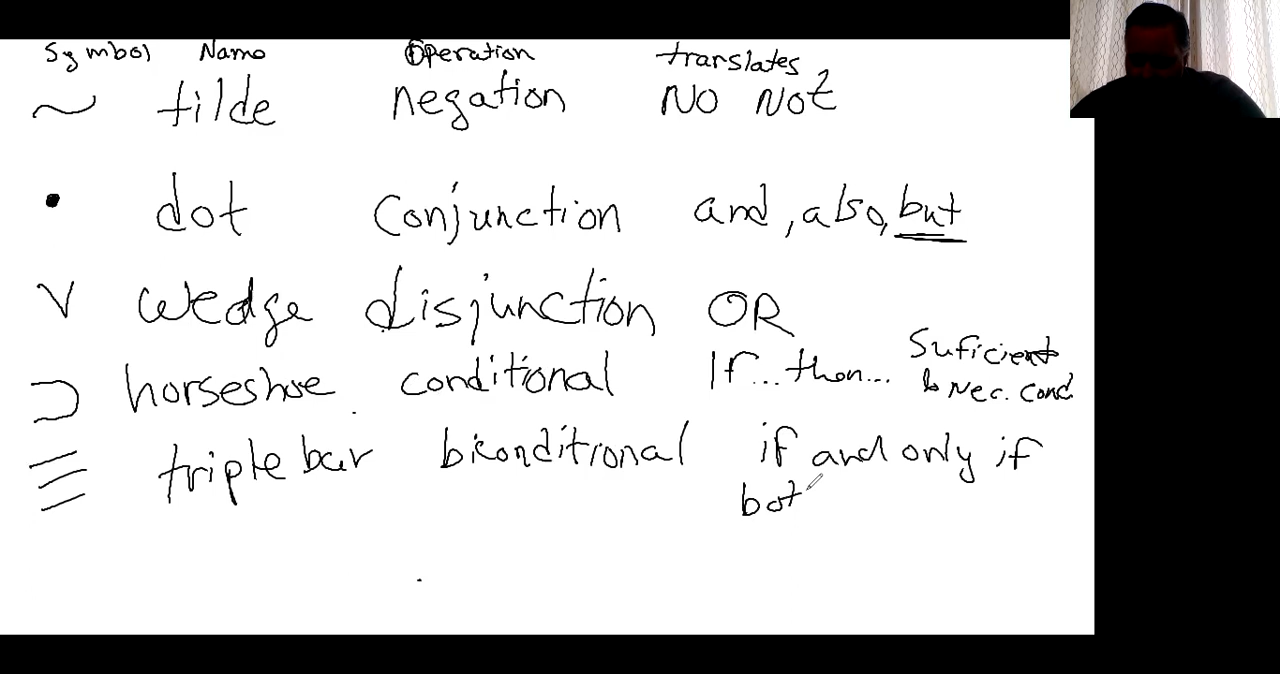 Symbol Name Operation translates
~ tilde negation No Not
• dot Conjunction and, also, but
v wedge disjunction OR
⊃ horseshoe conditional If...then... Suficient
& Nec. Cond
≡ triple bar biconditional if and only if
bot